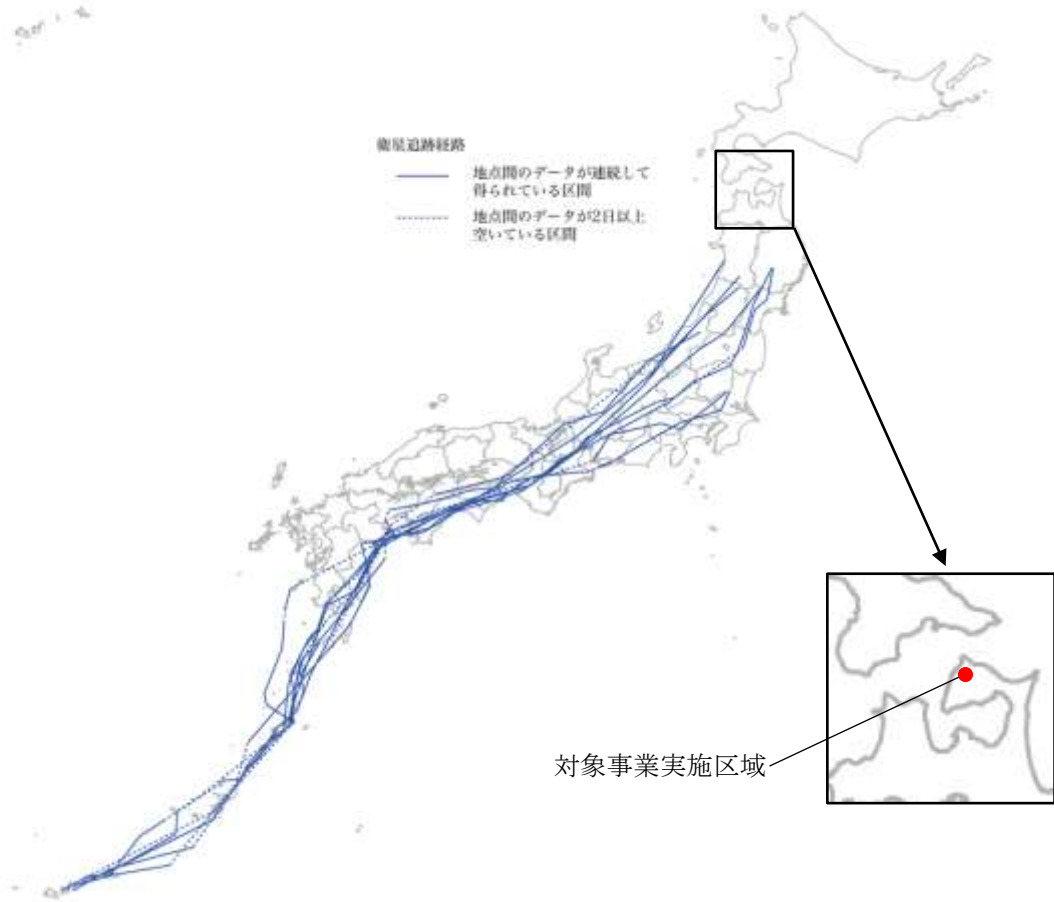 衛星追跡経路
地点間のデータが連続して
得られている区間
地点間のデータが2日以上
空いている区間
対象事業実施区域